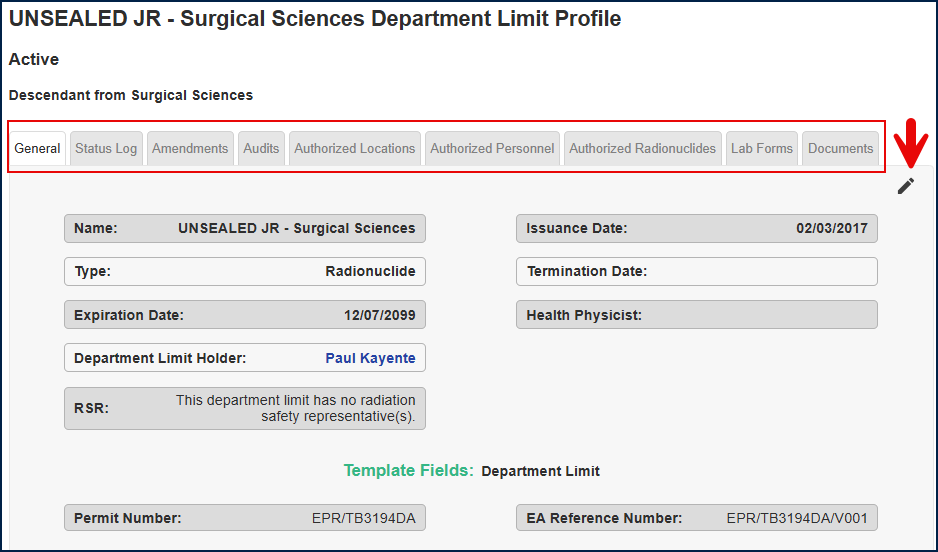 UNSEALED JR - Surgical Sciences Department Limit Profile
Active
Descendant from Surgical Sciences
General Status Log Amendments Audits Authorized Locations Authorized Personnel Authorized Radionuclides Lab Forms Documents
Name: UNSEALED JR - Surgical Sciences Issuance Date: 02/03/2017
Type: Radionuclide Termination Date:
Expiration Date: 12/07/2099 Health Physicist:
Department Limit Holder: Paul Kayente
RSR: This department limit has no radiation
safety representative(s).
Template Fields: Department Limit
Permit Number: EPR/TB3194DA EA Reference Number: EPR/TB3194DA/V001